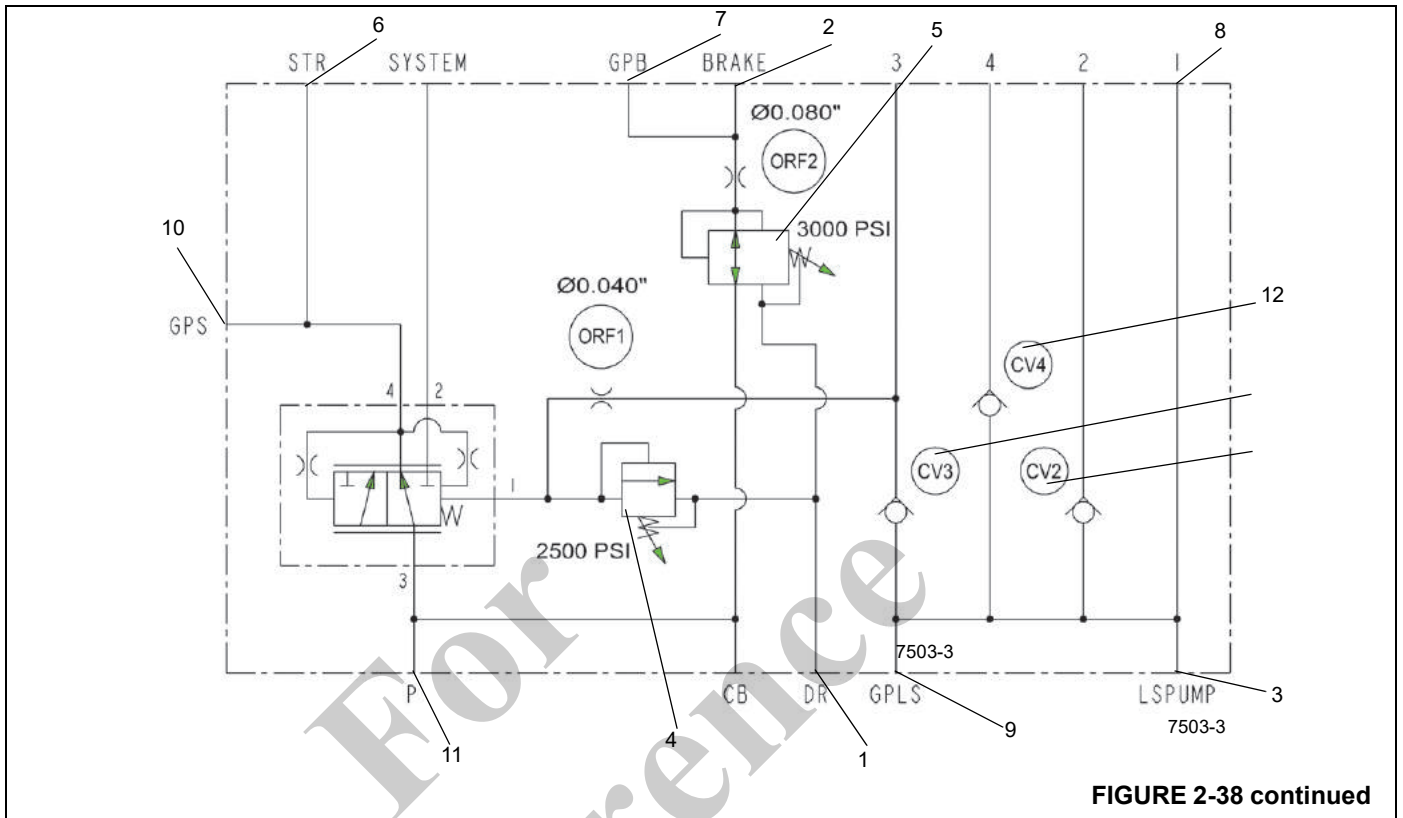 6
7
2
5
8
STR SYSTEM GPB BRAKE 3 4 2 1
Ø0.080"
ORF2
3000 PSI
10
Ø0.040"
12
GPS
ORF1
CV4
4 2
CV3
CV2
1
2500 PSI
3
7503-3
P CB DR GPLS LSPUMP
3
7503-3
11
4
1
9
For
Reference
FIGURE 2-38 continued